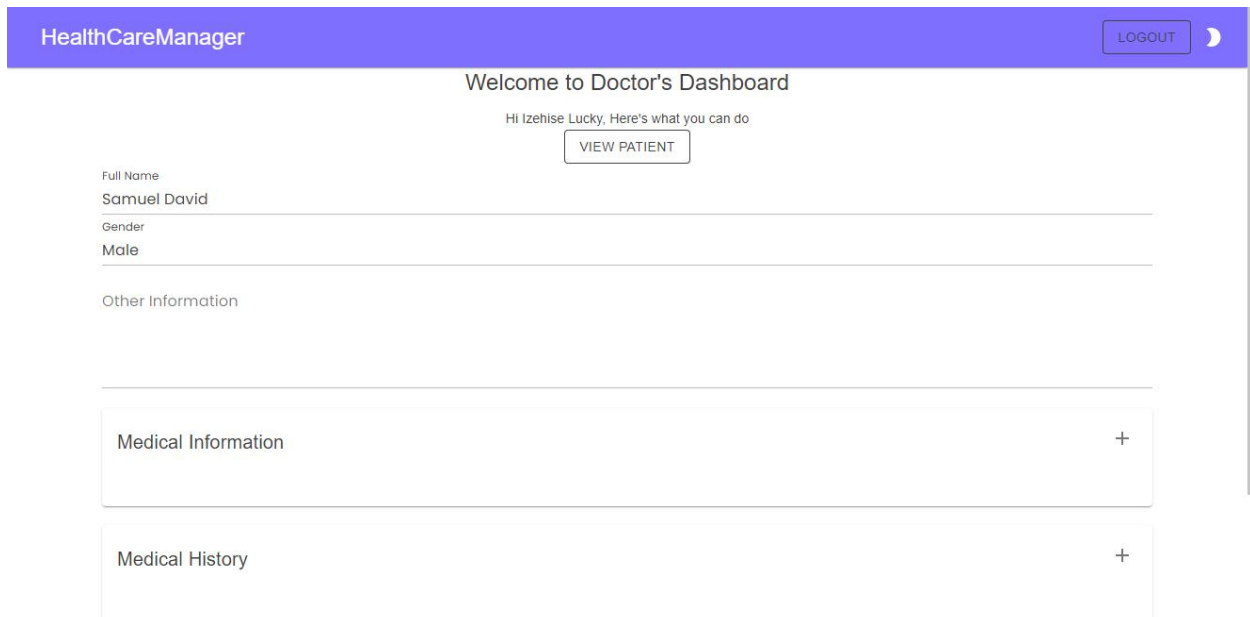 HealthCareManager
LOGOUT
Welcome to Doctor's Dashboard
Hi Izehise Lucky, Here's what you can do
VIEW PATIENT
Full Name
Samuel David
Gender
Male
Other Information
Medical Information
Medical History